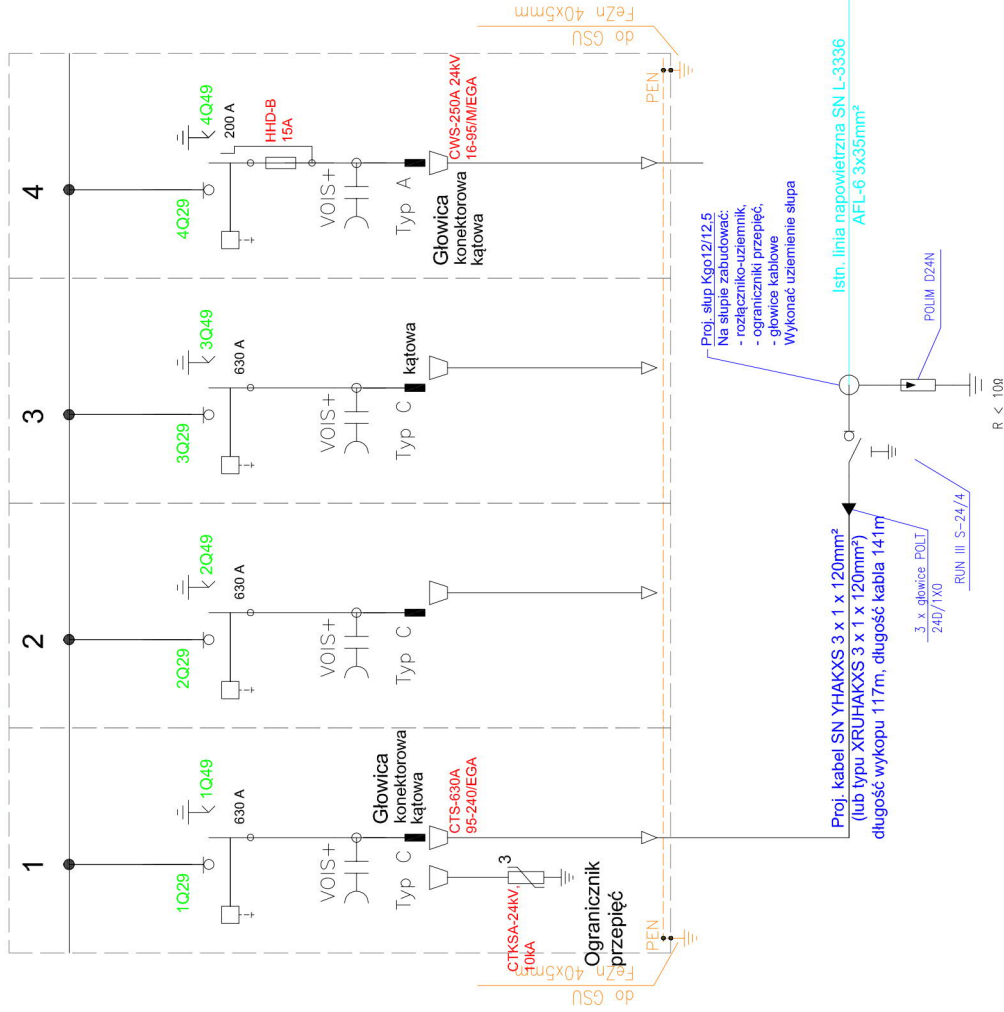 1
1Q29
1Q49
630 A
VOIS+
Typ C
Głowica
konektorowa
kątowa
CTS-630A
95-240/EGA
3
CTKSA-24kV,
10kA
Ogranicznik
przepięć
PEN
FeZn 40x5mm
do GSU
2
2Q29
2Q49
630 A
VOIS+
Typ C
3
3Q29
3Q49
630 A
VOIS+
Typ C
kątowa
4
4Q29
4Q49
200 A
HHD-B
15A
VOIS+
Typ A
Głowica
konektorowa
kątowa
CWS-250A 24kV
16-95/M/EGA
PEN
do GSU
FeZn 40x5mm
Proj. kabel SN YHAKXS 3 x 1 x 120mm²
(lub typu XRUHAKXS 3 x 1 x 120mm²)
długość wykopu 117m, długość kabla 141m
3 x głowice POLT
24D/1XO
RUN III S-24/4
Proj. słup Kgo12/12,5
Na słupie zabudować:
- rozłączniko-uziemnik,
- ograniczniki przepięć,
- głowice kablowe
Wykonać uziemienie słupa
Istn. linia napowietrzna SN L-3336
AFL-6 3x35mm²
POLIM D24N
R < 10Ω